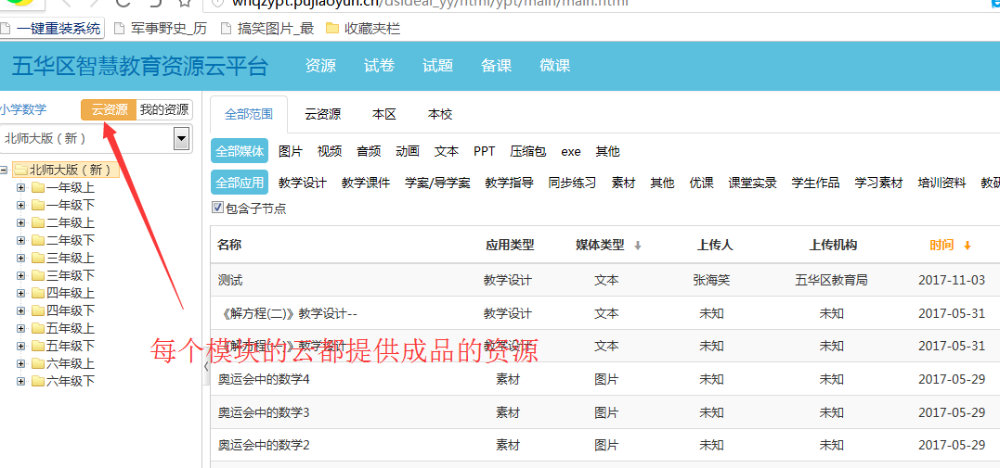 whqzypt.pujiaoyun.cn/dsideal_yy/html/ypt/main/main.html
一键重装系统 军事野史_历 搞笑图片_最 收藏夹栏
五华区智慧教育资源云平台 资源 试卷 试题 备课 微课
小学数学 云资源 我的资源
北师大版（新）
北师大版（新）
一年级上
一年级下
二年级上
二年级下
三年级上
三年级下
四年级上
四年级下
五年级上
五年级下
六年级上
六年级下
全部范围 云资源 本区 本校
全部媒体 图片 视频 音频 动画 文本 PPT 压缩包 exe 其他
全部应用 教学设计 教学课件 学案/导学案 教学指导 同步练习 素材 其他 优课 课堂实录 学生作品 学习素材 培训资料 教研
包含子节点
名称 应用类型 媒体类型 上传人 上传机构 时间
测试 教学设计 文本 张海笑 五华区教育局 2017-11-03
《解方程(二)》教学设计-- 教学设计 文本 未知 未知 2017-05-31
《解方程(一)》教学设计-- 教学设计 文本 未知 未知 2017-05-31
每个模块的云都提供成品的资源
奥运会中的数学4 素材 图片 未知 未知 2017-05-29
奥运会中的数学3 素材 图片 未知 未知 2017-05-29
奥运会中的数学2 素材 图片 未知 未知 2017-05-29